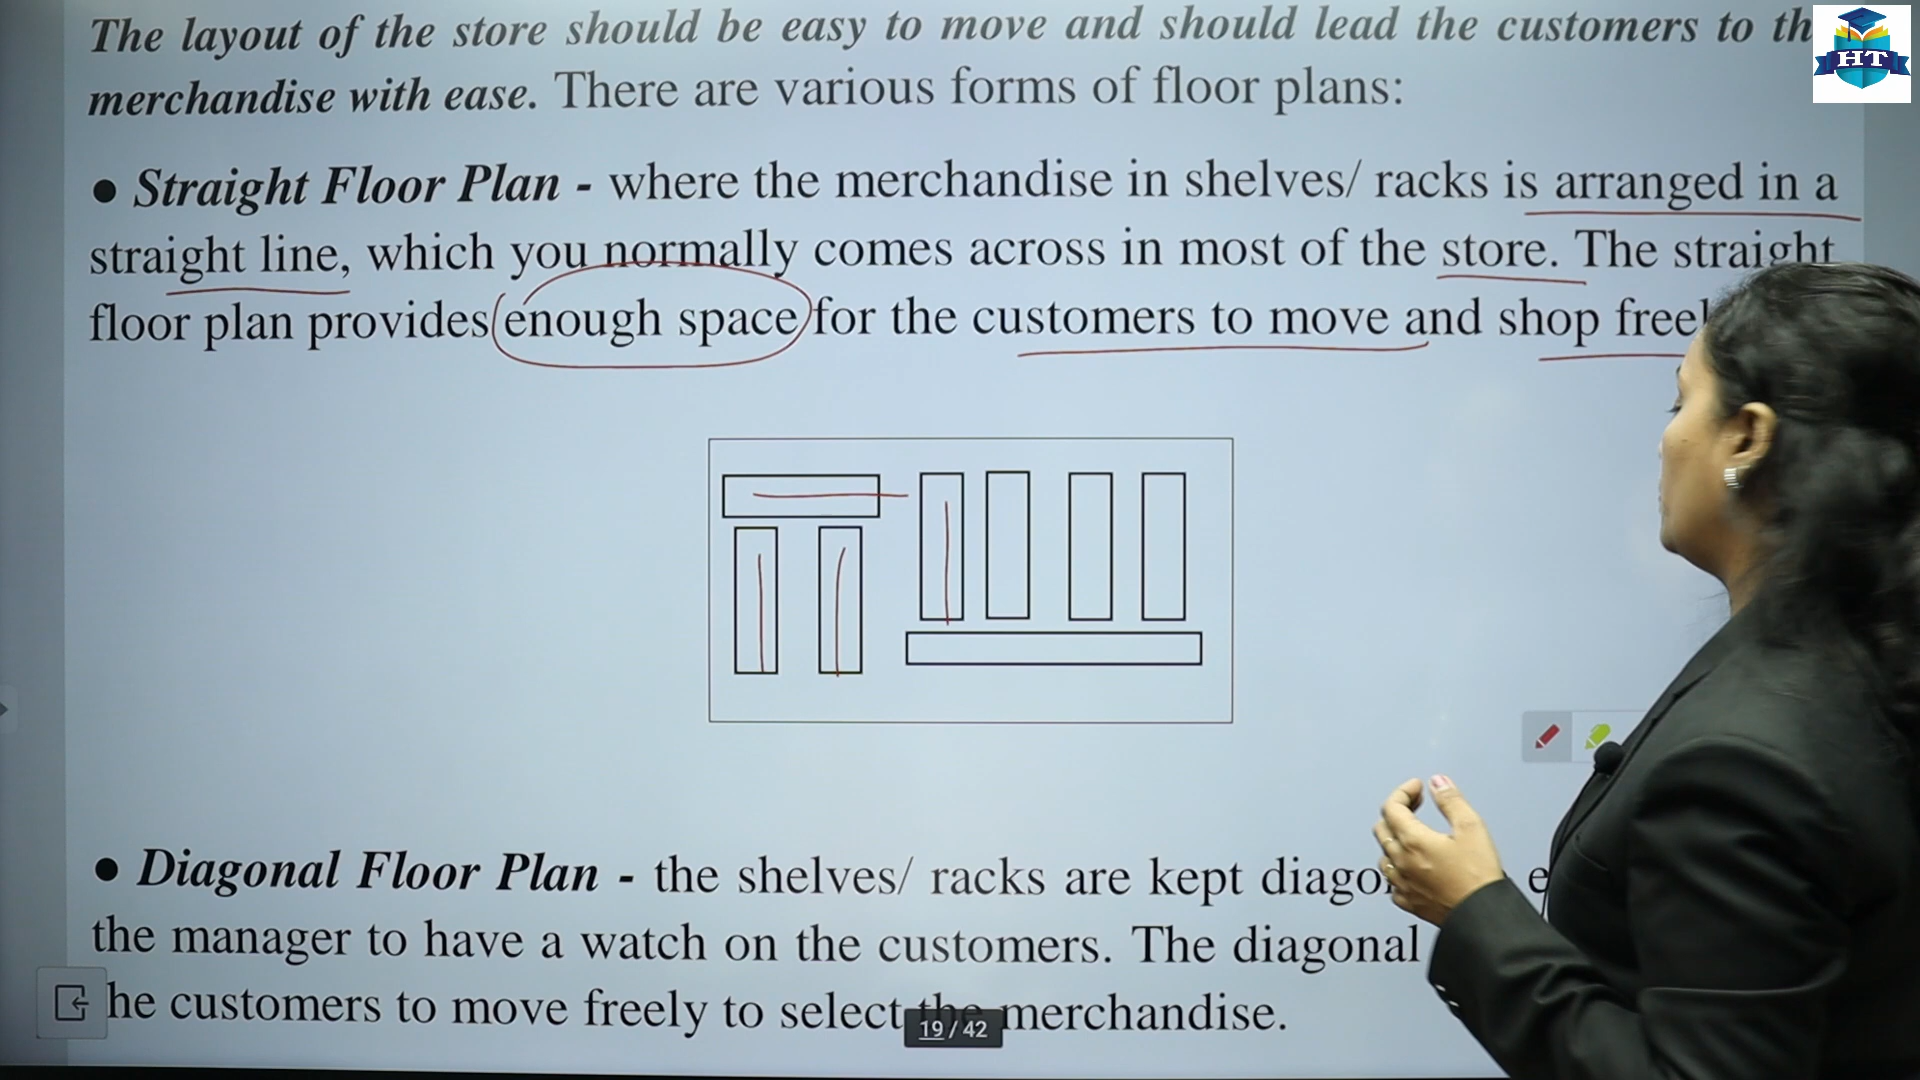 The layout of the store should be easy to move and should lead the customers to th
merchandise with ease. There are various forms of floor plans:
HT
● Straight Floor Plan - where the merchandise in shelves/ racks is arranged in a
straight line, which you normally comes across in most of the store. The straight
floor plan provides enough space for the customers to move and shop freel
● Diagonal Floor Plan - the shelves/ racks are kept diago e
the manager to have a watch on the customers. The diagonal
he customers to move freely to select the merchandise.
19 / 42